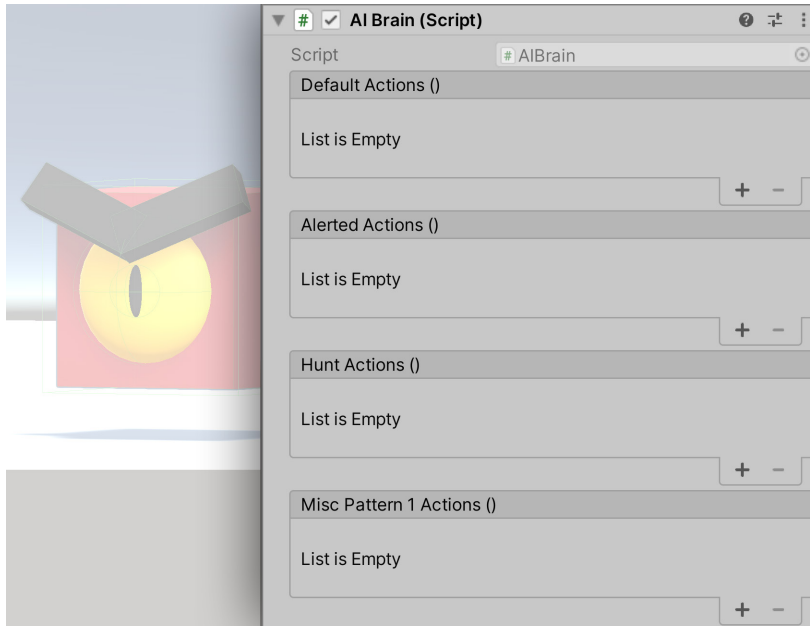 AI Brain (Script)
Script
AIBrain
Default Actions ()
List is Empty
Alerted Actions ()
List is Empty
Hunt Actions ()
List is Empty
Misc Pattern 1 Actions ()
List is Empty